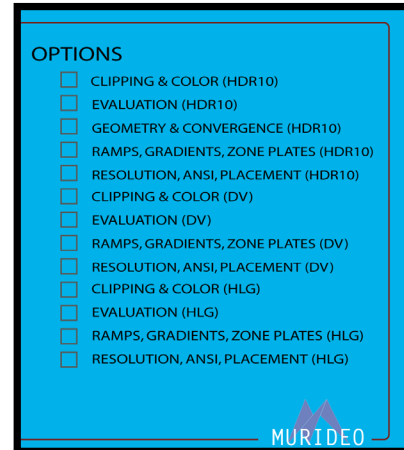 OPTIONS
CLIPPING & COLOR (HDR10)
EVALUATION (HDR10)
GEOMETRY & CONVERGENCE (HDR10)
RAMPS, GRADIENTS, ZONE PLATES (HDR10)
RESOLUTION, ANSI, PLACEMENT (HDR10)
CLIPPING & COLOR (DV)
EVALUATION (DV)
RAMPS, GRADIENTS, ZONE PLATES (DV)
RESOLUTION, ANSI, PLACEMENT (DV)
CLIPPING & COLOR (HLG)
EVALUATION (HLG)
RAMPS, GRADIENTS, ZONE PLATES (HLG)
RESOLUTION, ANSI, PLACEMENT (HLG)
MURIDEO